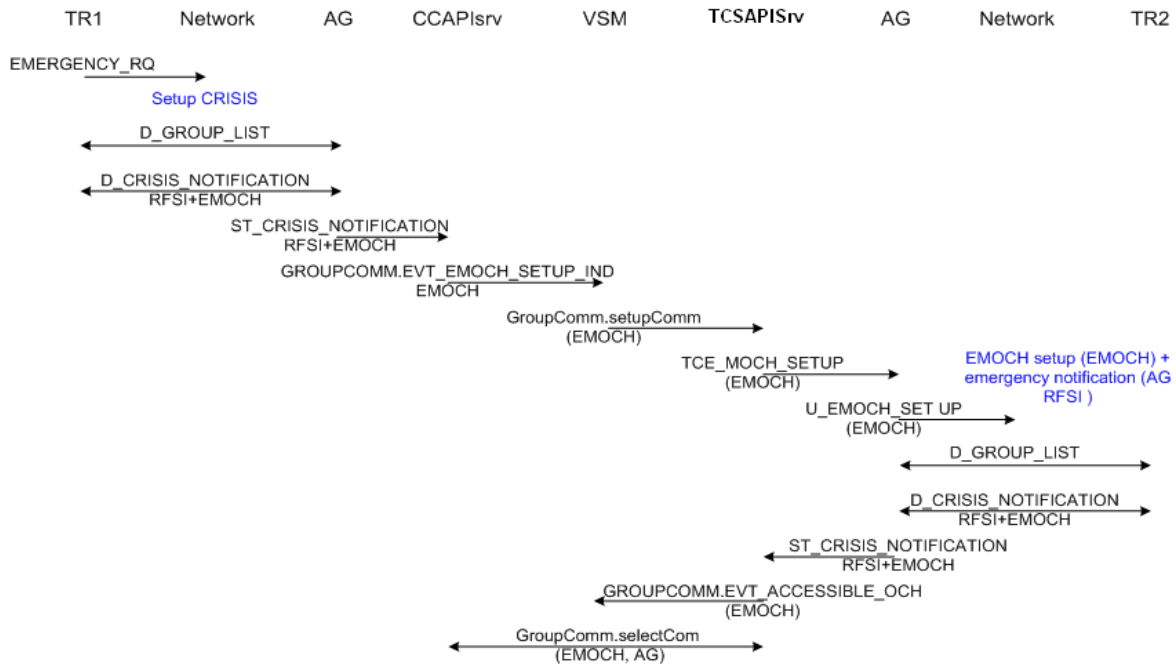 TR1 Network AG CCAPIsrv VSM TCSAPISrv AG Network TR2
EMERGENCY_RQ
Setup CRISIS
D_GROUP_LIST
D_CRISIS_NOTIFICATION
RFSI+EMOCH
ST_CRISIS_NOTIFICATION
RFSI+EMOCH
GROUPCOMM.EVT_EMOCH_SETUP_IND
EMOCH
GroupComm.setupComm
(EMOCH)
TCE_MOCH_SETUP
(EMOCH)
EMOCH setup (EMOCH) +
emergency notification (AG
RFSI )
U_EMOCH_SET UP
(EMOCH)
D_GROUP_LIST
D_CRISIS_NOTIFICATION
RFSI+EMOCH
ST_CRISIS_NOTIFICATION
RFSI+EMOCH
GROUPCOMM.EVT_ACCESSIBLE_OCH
(EMOCH)
GroupComm.selectCom
(EMOCH, AG)